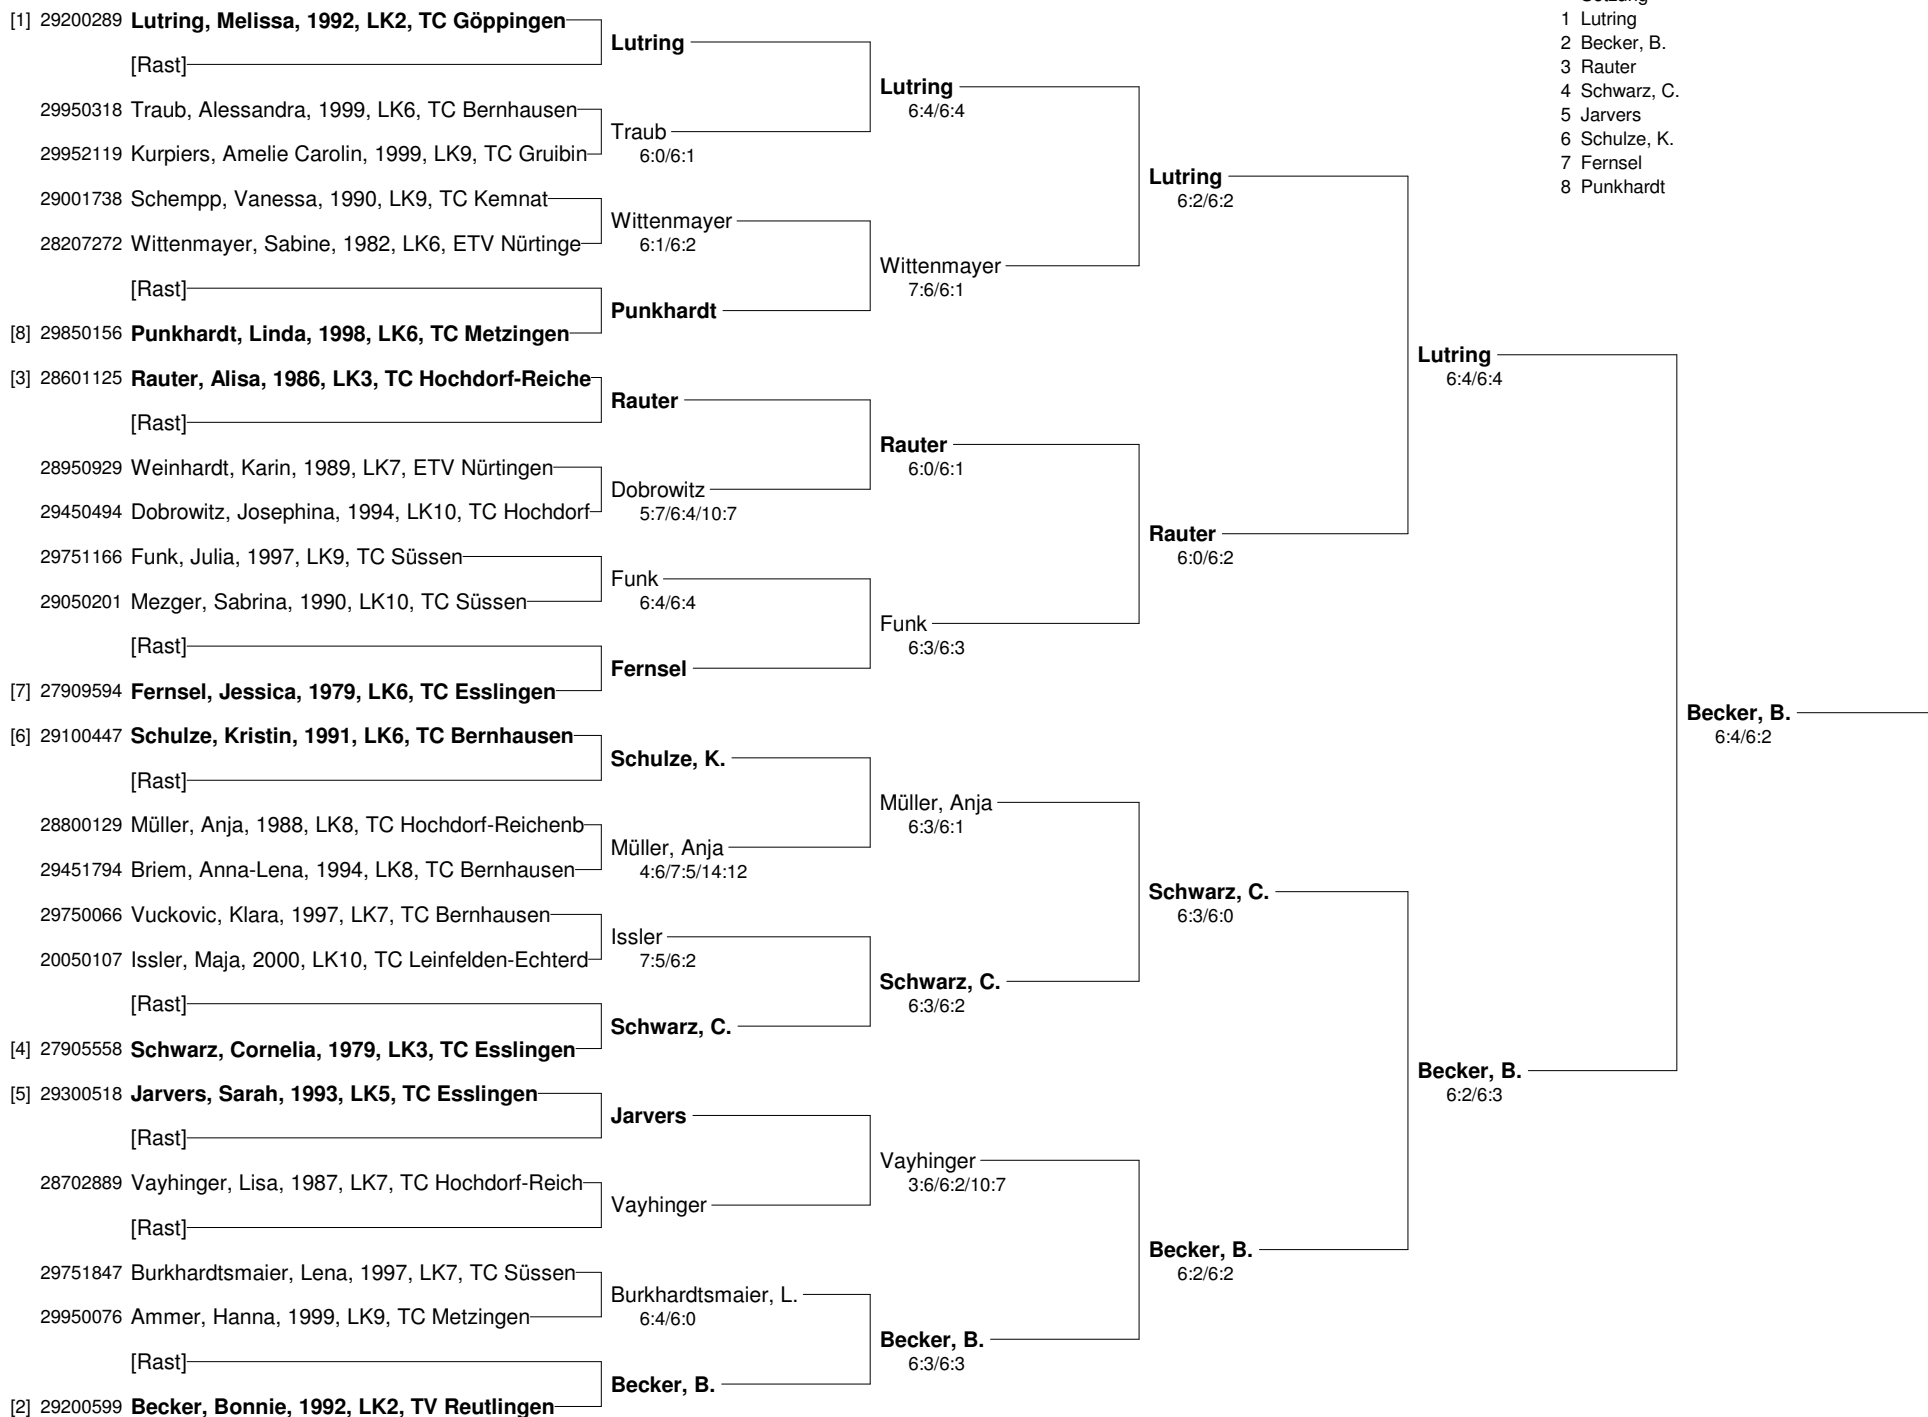 [1] 29200289 Lutring, Melissa, 1992, LK2, TC Göppingen
[Rast]
29950318 Traub, Alessandra, 1999, LK6, TC Bernhausen
29952119 Kurpiers, Amelie Carolin, 1999, LK9, TC Gruibin
29001738 Schempp, Vanessa, 1990, LK9, TC Kemnat
28207272 Wittenmayer, Sabine, 1982, LK6, ETV Nürtinge
[Rast]
[8] 29850156 Punkhardt, Linda, 1998, LK6, TC Metzingen
[3] 28601125 Rauter, Alisa, 1986, LK3, TC Hochdorf-Reiche
[Rast]
28950929 Weinhardt, Karin, 1989, LK7, ETV Nürtingen
29450494 Dobrowitz, Josephina, 1994, LK10, TC Hochdorf
29751166 Funk, Julia, 1997, LK9, TC Süssen
29050201 Mezger, Sabrina, 1990, LK10, TC Süssen
[Rast]
[7] 27909594 Fernsel, Jessica, 1979, LK6, TC Esslingen
[6] 29100447 Schulze, Kristin, 1991, LK6, TC Bernhausen
[Rast]
28800129 Müller, Anja, 1988, LK8, TC Hochdorf-Reichenb
29451794 Briem, Anna-Lena, 1994, LK8, TC Bernhausen
29750066 Vuckovic, Klara, 1997, LK7, TC Bernhausen
20050107 Issler, Maja, 2000, LK10, TC Leinfelden-Echterd
[Rast]
[4] 27905558 Schwarz, Cornelia, 1979, LK3, TC Esslingen
[5] 29300518 Jarvers, Sarah, 1993, LK5, TC Esslingen
[Rast]
28702889 Vayhinger, Lisa, 1987, LK7, TC Hochdorf-Reich
[Rast]
29751847 Burkhardtsmaier, Lena, 1997, LK7, TC Süssen
29950076 Ammer, Hanna, 1999, LK9, TC Metzingen
[Rast]
[2] 29200599 Becker, Bonnie, 1992, LK2, TV Reutlingen
Lutring
Traub
6:0/6:1
Wittenmayer
6:1/6:2
Punkhardt
Rauter
Dobrowitz
5:7/6:4/10:7
Funk
6:4/6:4
Fernsel
Schulze, K.
Müller, Anja
4:6/7:5/14:12
Issler
7:5/6:2
Schwarz, C.
Jarvers
Vayhinger
Burkhardtsmaier, L.
6:4/6:0
Becker, B.
Lutring
6:4/6:4
Wittenmayer
7:6/6:1
Rauter
6:0/6:1
Funk
6:3/6:3
Müller, Anja
6:3/6:1
Schwarz, C.
6:3/6:2
Vayhinger
3:6/6:2/10:7
Becker, B.
6:3/6:3
Lutring
6:2/6:2
Rauter
6:0/6:2
Schwarz, C.
6:3/6:0
Becker, B.
6:2/6:2
Lutring
6:4/6:4
Becker, B.
6:2/6:3
Becker, B.
6:4/6:2
1 Lutring
2 Becker, B.
3 Rauter
4 Schwarz, C.
5 Jarvers
6 Schulze, K.
7 Fernsel
8 Punkhardt